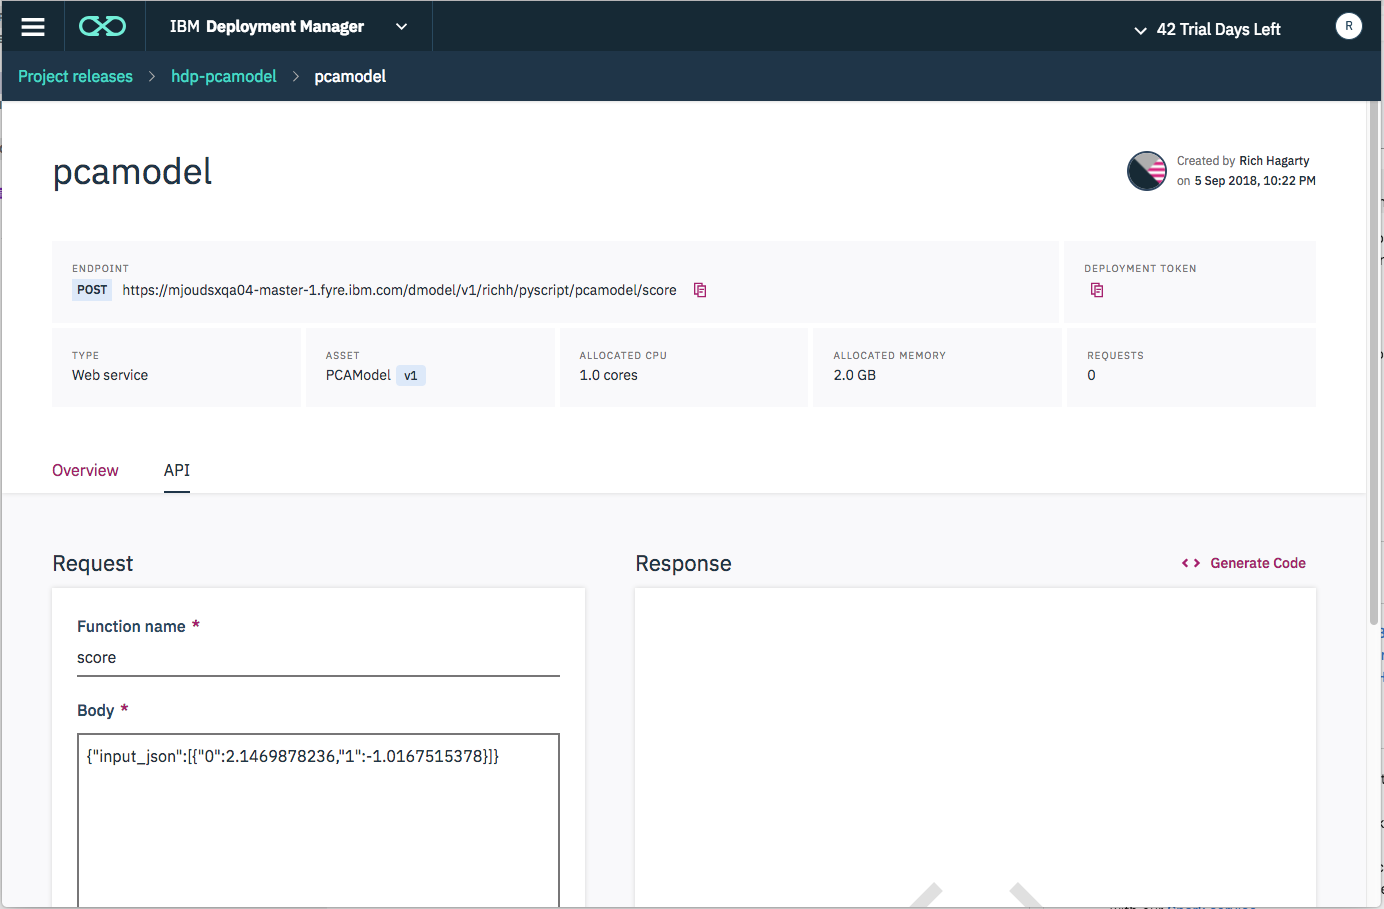 IBM Deployment Manager
42 Trial Days Left
R
Project releases > hdp-pcamodel > pcamodel
pcamodel
Created by Rich Hagarty
on 5 Sep 2018, 10:22 PM
ENDPOINT
POST https://mjoudsxqa04-master-1.fyre.ibm.com/dmodel/v1/richh/pyscript/pcamodel/score
DEPLOYMENT TOKEN
TYPE
Web service
ASSET
PCAModel v1
ALLOCATED CPU
1.0 cores
ALLOCATED MEMORY
2.0 GB
REQUESTS
0
Overview
API
Request
Function name *
score
Body *
{"input_json":[{"0":2.1469878236,"1":-1.0167515378}]}
Response
<> Generate Code